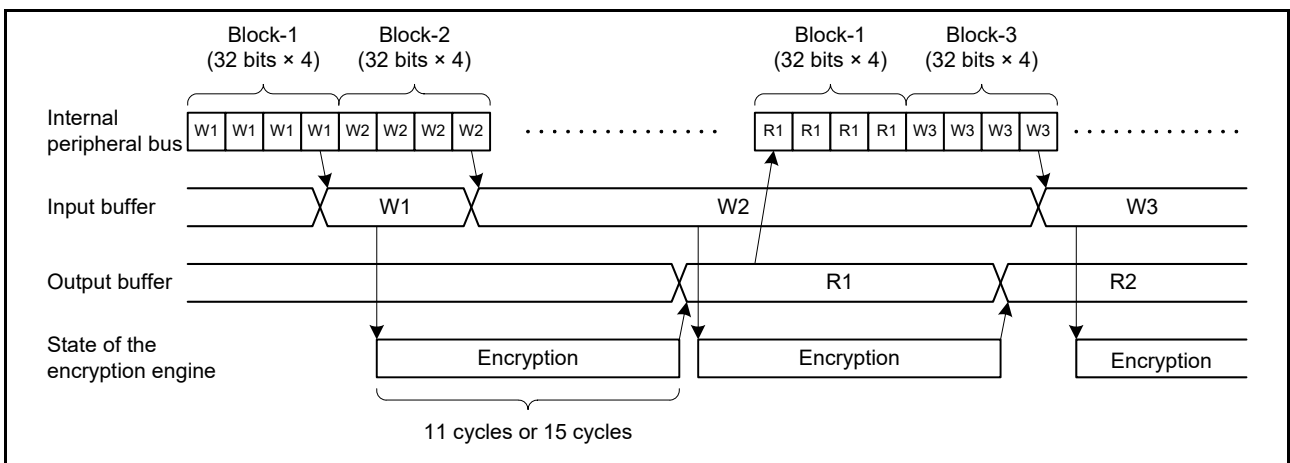 Block-1 Block-2 Block-1 Block-3
(32 bits × 4) (32 bits × 4) (32 bits × 4) (32 bits × 4)
Internal
peripheral bus W1 W1 W1 W1 W2 W2 W2 W2 R1 R1 R1 R1 W3 W3 W3 W3
Input buffer W1 W2 W3
Output buffer R1 R2
State of the
encryption engine Encryption Encryption Encryption
11 cycles or 15 cycles